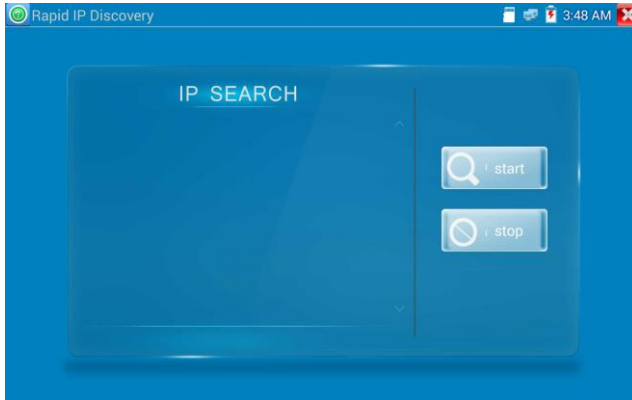 Rapid IP Discovery
3:48 AM
IP SEARCH
start
stop